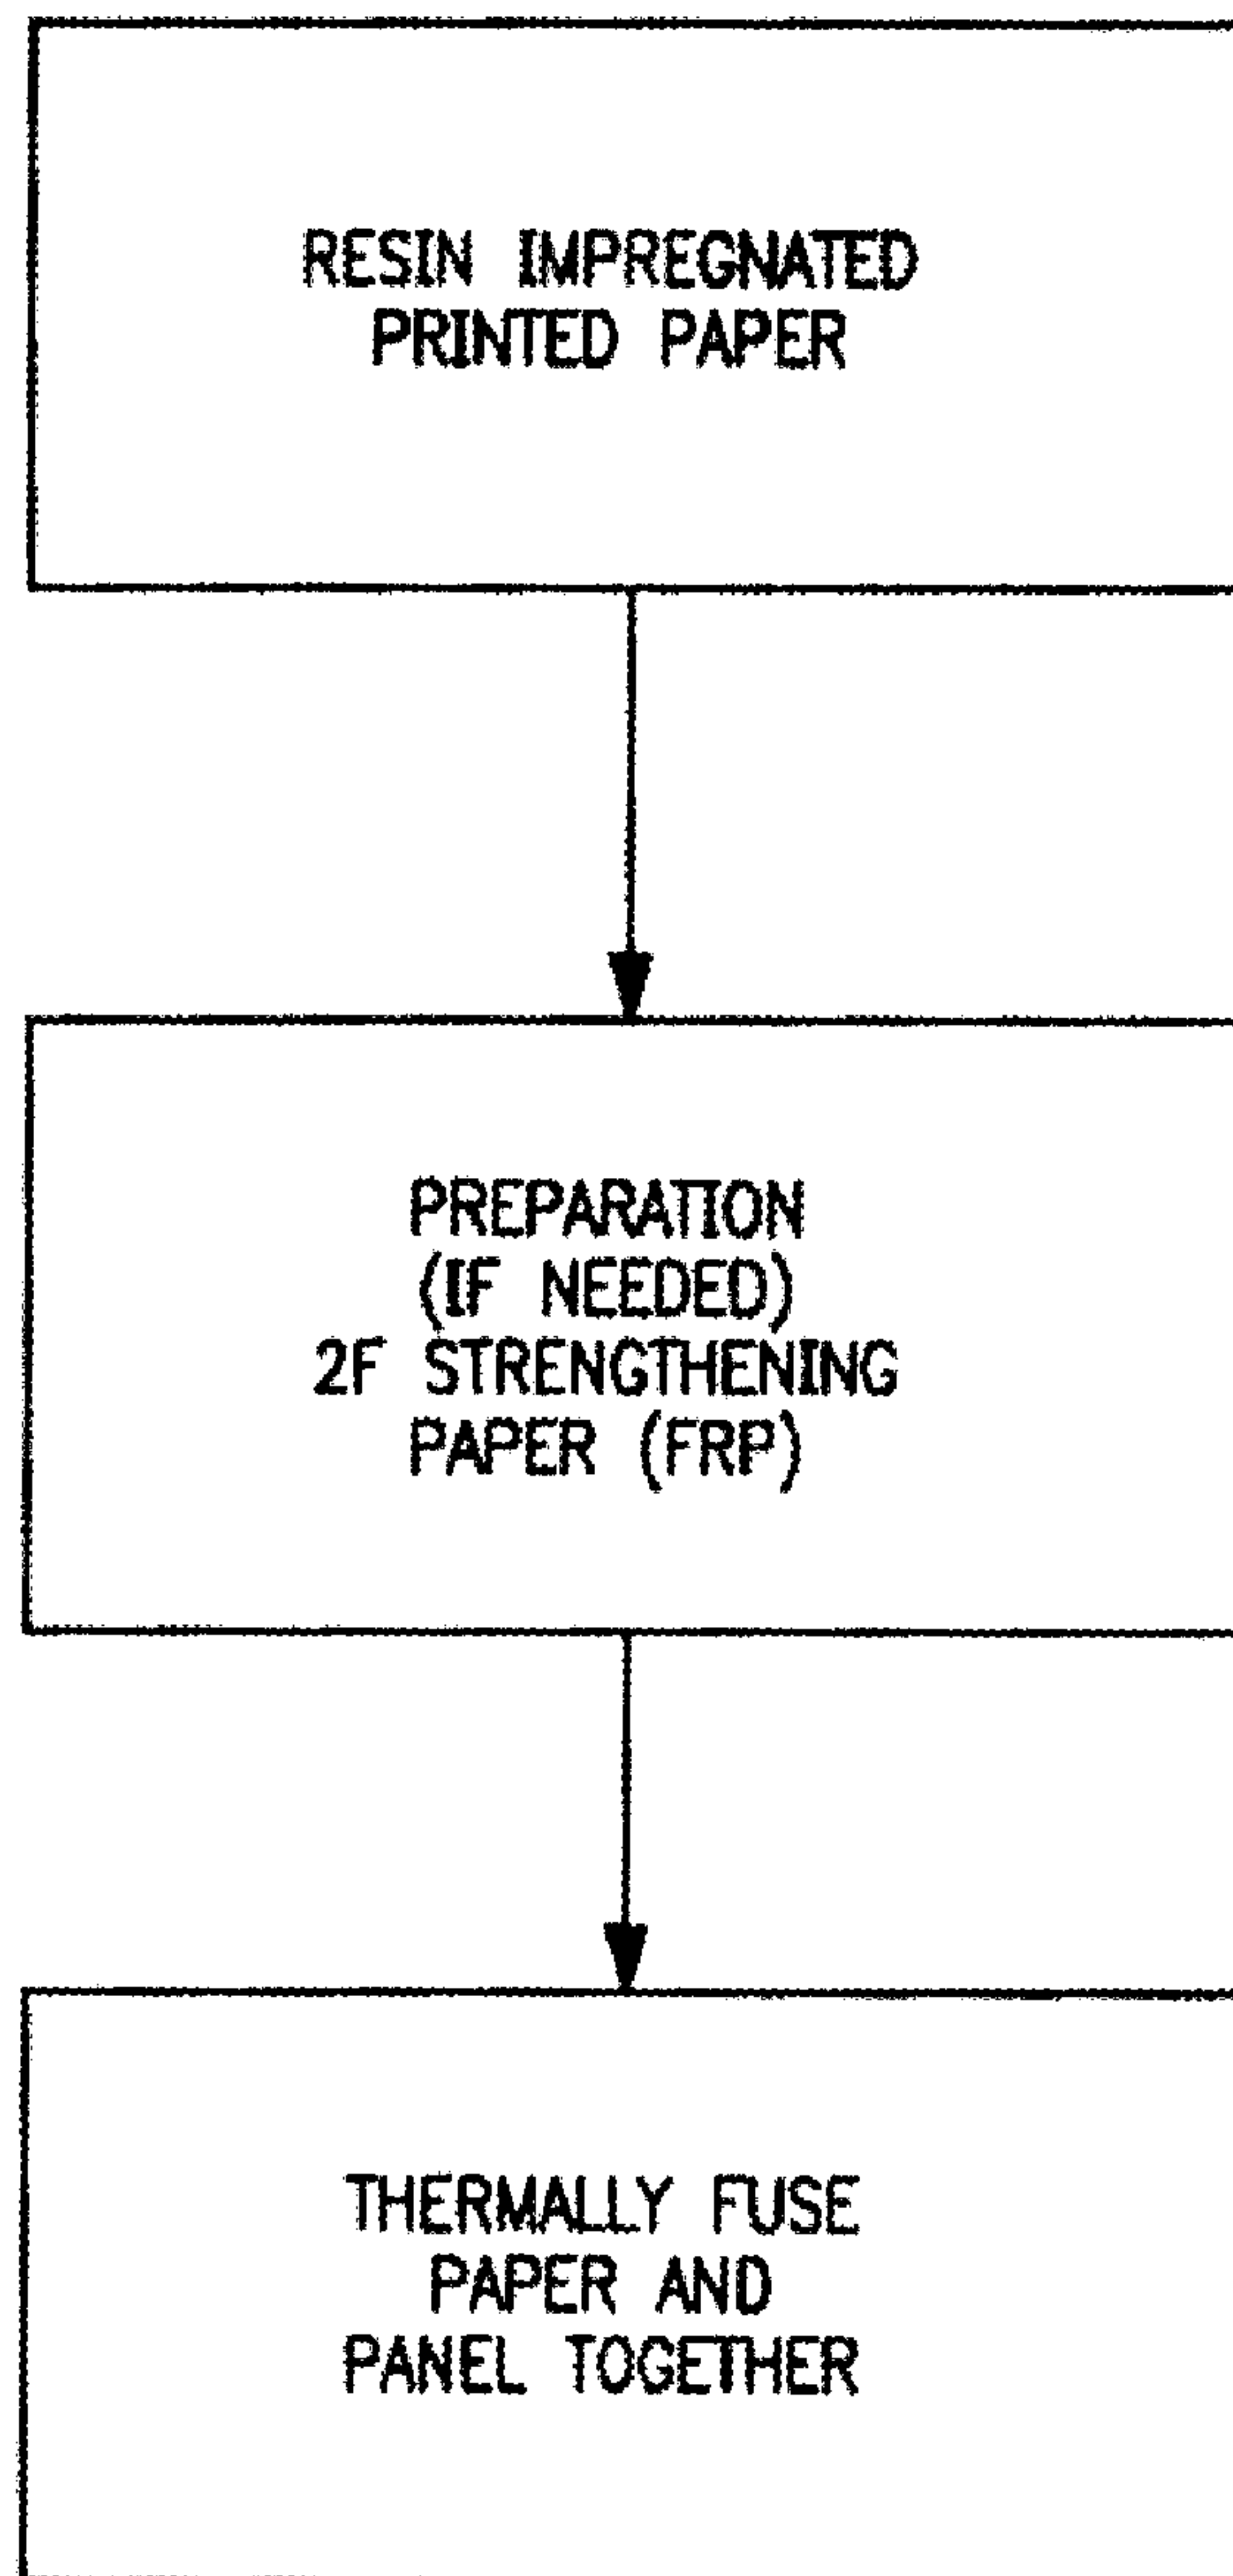 RESIN IMPREGNATED
PRINTED PAPER
PREPARATION
(IF NEEDED)
2F STRENGTHENING
PAPER (FRP)
THERMALLY FUSE
PAPER AND
PANEL TOGETHER